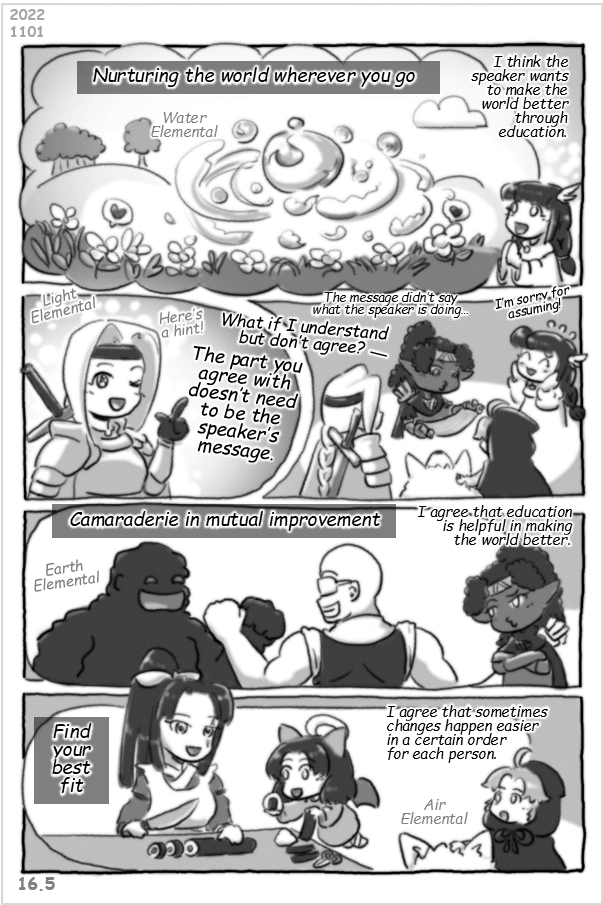 2022
1101
Nurturing the world wherever you go
I think the
speaker wants
to make the
world better
through
education.
Water
Elemental
Light
Elemental
Here's
a hint!
What if I understand
but don't agree? —
The part you
agree with
doesn't need
to be the
speaker's
message.
The message didn't say
what the speaker is doing...
I'm sorry for
assuming!
Camaraderie in mutual improvement
I agree that education
is helpful in making
the world better.
Earth
Elemental
Find
your
best
fit
I agree that sometimes
changes happen easier
in a certain order
for each person.
Air
Elemental
16.5